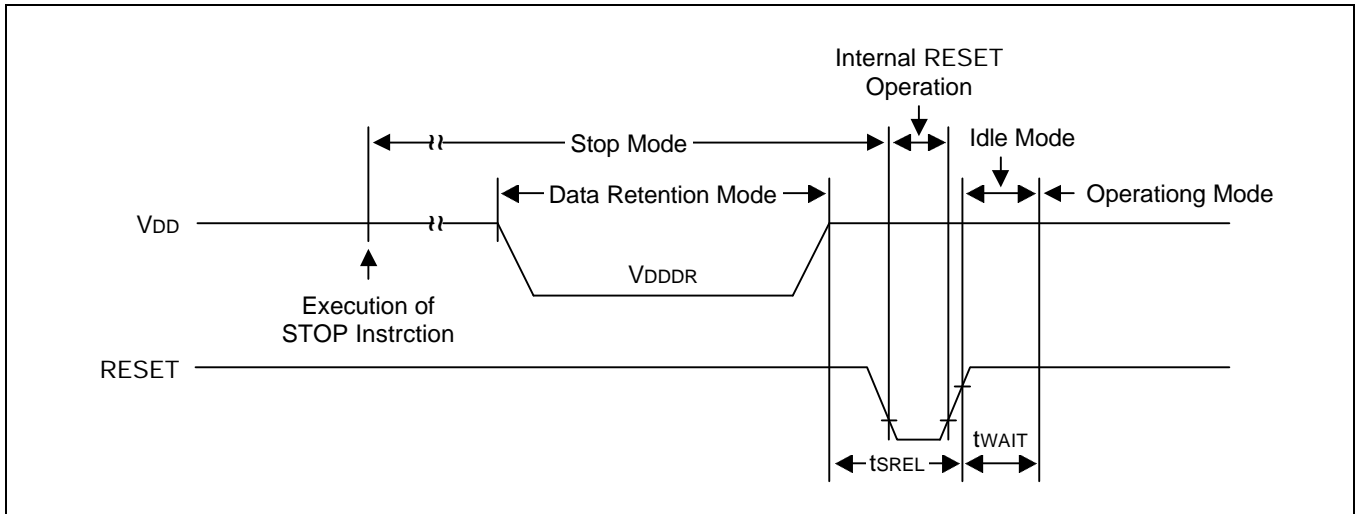 Internal RESET
Operation
Idle Mode
Stop Mode
Data Retention Mode
Operationg Mode
VDD
VDDDR
Execution of
STOP Instrction
RESET
tWAIT
tSREL